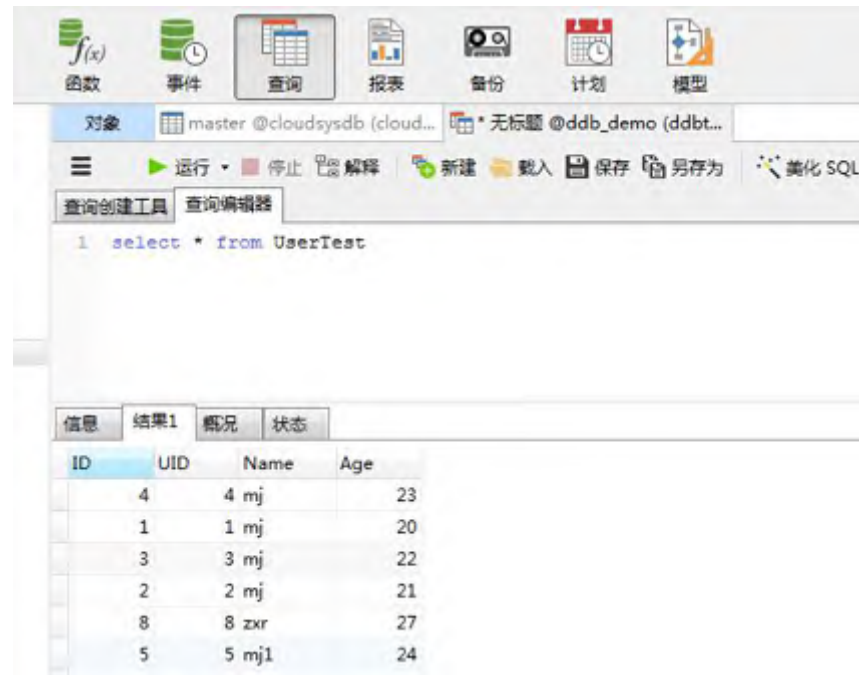 f(x)
函数 事件 查询 报表 备份 计划 模型
对象 master @cloudsysdb (cloud... * 无标题 @ddb_demo (ddbt...
运行 停止 解释 新建 载入 保存 另存为 美化 SQL
查询创建工具 查询编辑器
1 select * from UserTest
信息 结果1 概况 状态
ID UID Name Age
4 4 mj 23
1 1 mj 20
3 3 mj 22
2 2 mj 21
8 8 zxr 27
5 5 mj1 24